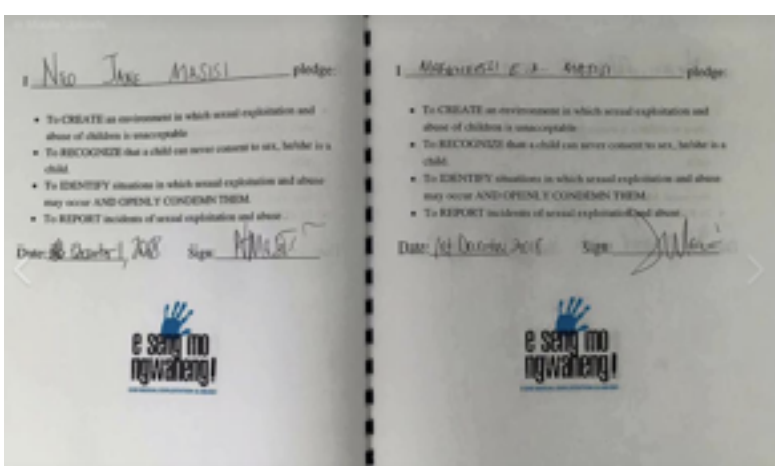 I NEO JANE MASISI pledge:
• To CREATE an environment in which sexual exploitation and
abuse of children is unacceptable
• To RECOGNIZE that a child can never consent to sex, he/she is a
child.
• To IDENTIFY situations in which sexual exploitation and abuse
may occur AND OPENLY CONDEMN THEM.
• To REPORT incidents of sexual exploitation and abuse.
Date: 1, 2018 Sign:
e seng mo
ngwaneng!
I MASISI pledge:
• To CREATE an environment in which sexual exploitation and
abuse of children is unacceptable
• To RECOGNIZE that a child can never consent to sex, he/she is a
child.
• To IDENTIFY situations in which sexual exploitation and abuse
may occur AND OPENLY CONDEMN THEM.
• To REPORT incidents of sexual exploitation and abuse.
Date: 1st December 2018 Sign:
e seng mo
ngwaneng!